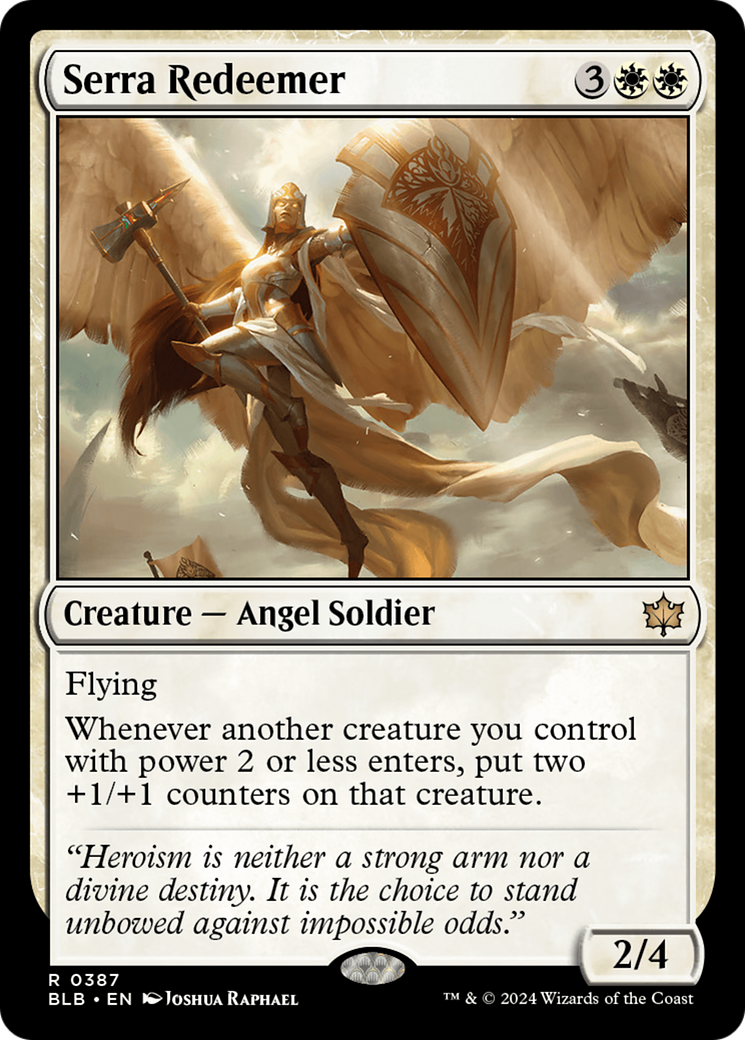 Serra Redeemer 3
Creature — Angel Soldier
Flying
Whenever another creature you control
with power 2 or less enters, put two
+1/+1 counters on that creature.
“Heroism is neither a strong arm nor a
divine destiny. It is the choice to stand
unbowed against impossible odds.”
2/4
R 0387
BLB • EN Joshua Raphael
™ & © 2024 Wizards of the Coast